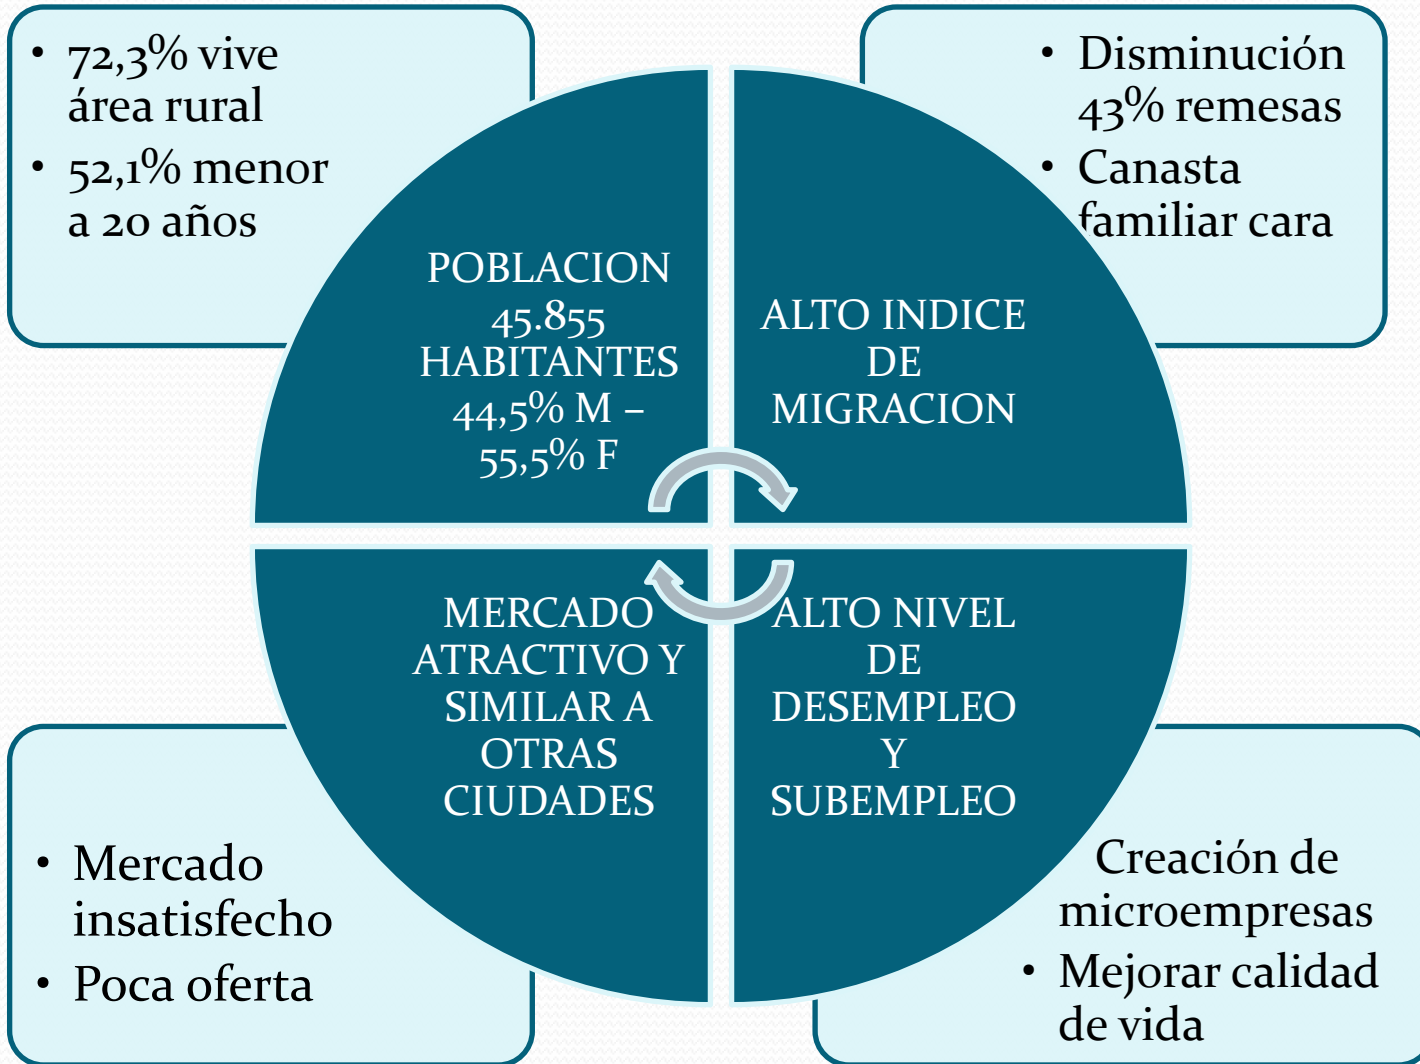 • 72,3% vive
área rural
• 52,1% menor
a 20 años
POBLACION
45.855
HABITANTES
44,5% M –
55,5% F
• Disminución
43% remesas
• Canasta
familiar cara
ALTO INDICE
DE
MIGRACION
MERCADO
ATRACTIVO Y
SIMILAR A
OTRAS
CIUDADES
• Mercado
insatisfecho
• Poca oferta
ALTO NIVEL
DE
DESEMPLEO
Y
SUBEMPLEO
Creación de
microempresas
• Mejorar calidad
de vida